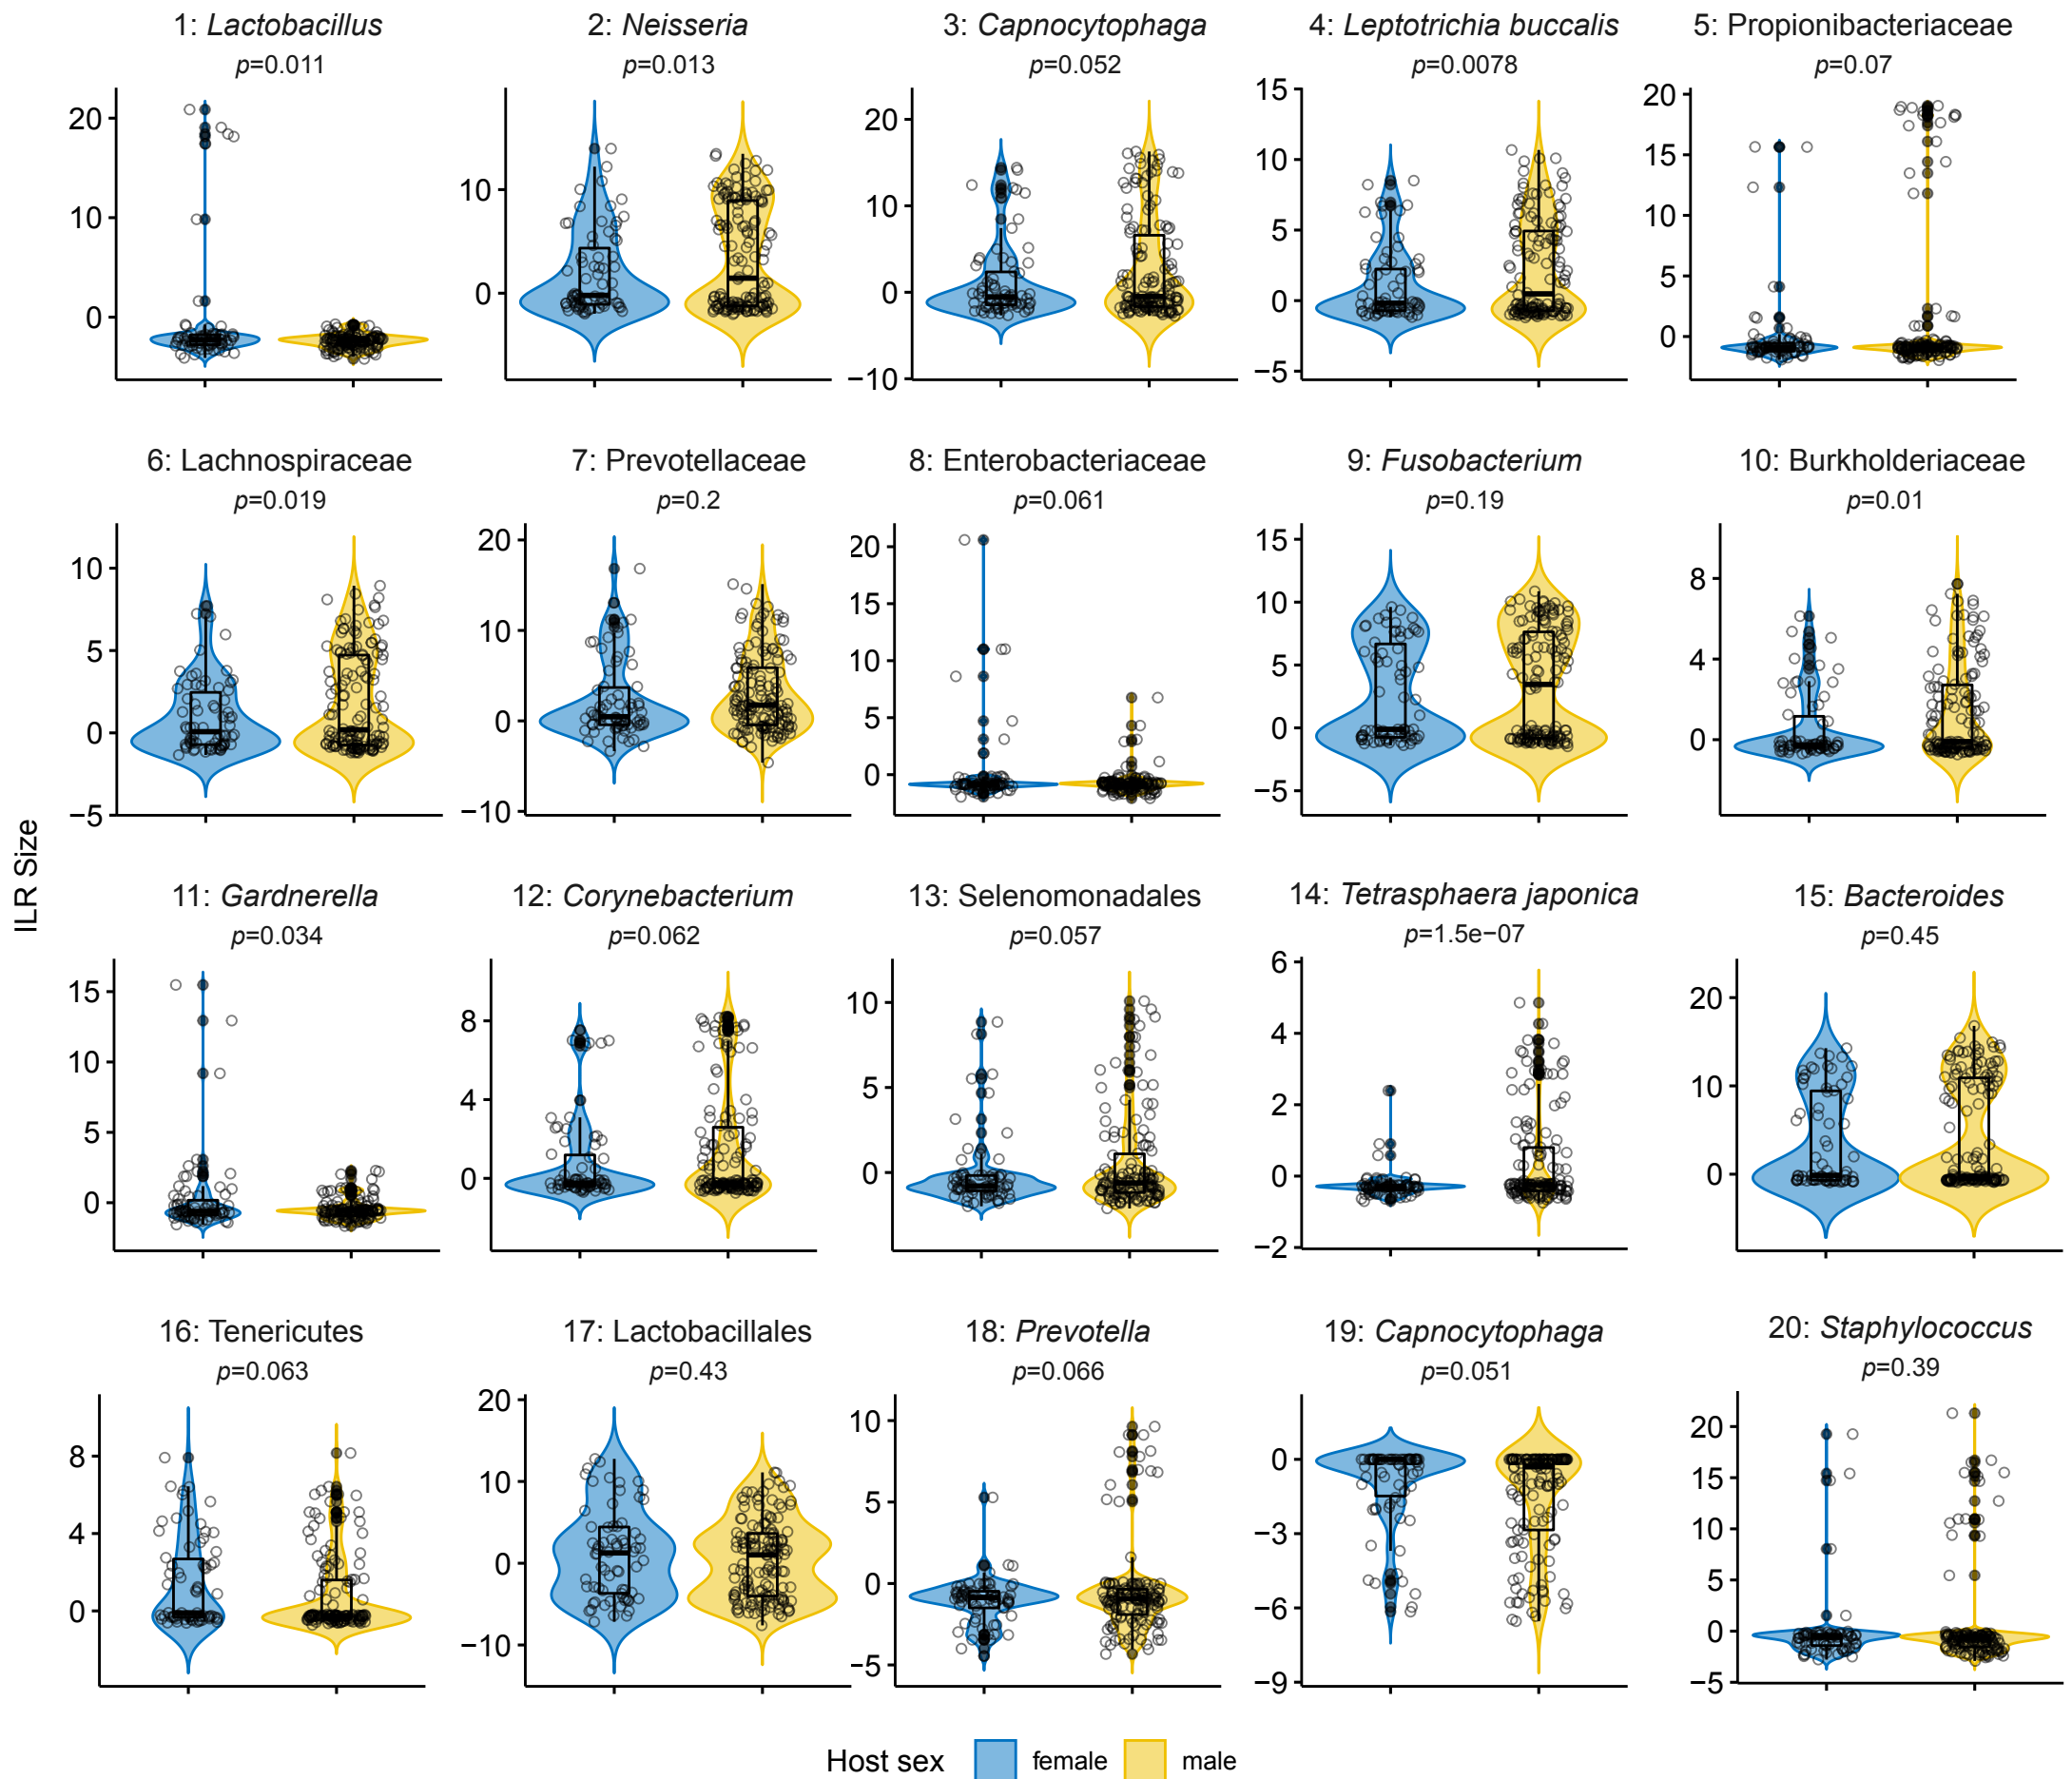 1: Lactobacillus
p=0.011
20
10
0
2: Neisseria
p=0.013
10
0
3: Capnocytophaga
p=0.052
20
10
0
−10
4: Leptotrichia buccalis
p=0.0078
15
10
5
0
−5
5: Propionibacteriaceae
p=0.07
20
15
10
5
0
6: Lachnospiraceae
p=0.019
10
5
0
−5
7: Prevotellaceae
p=0.2
20
10
0
−10
8: Enterobacteriaceae
p=0.061
20
15
10
5
0
9: Fusobacterium
p=0.19
15
10
5
0
−5
10: Burkholderiaceae
p=0.01
8
4
0
ILR Size
11: Gardnerella
p=0.034
15
10
5
0
12: Corynebacterium
p=0.062
8
4
0
13: Selenomonadales
p=0.057
10
5
0
14: Tetrasphaera japonica
p=1.5e−07
6
4
2
0
−2
15: Bacteroides
p=0.45
20
10
0
16: Tenericutes
p=0.063
8
4
0
17: Lactobacillales
p=0.43
20
10
0
−10
18: Prevotella
p=0.066
10
5
0
−5
19: Capnocytophaga
p=0.051
0
−3
−6
−9
20: Staphylococcus
p=0.39
20
15
10
5
0
−5
Host sex female male